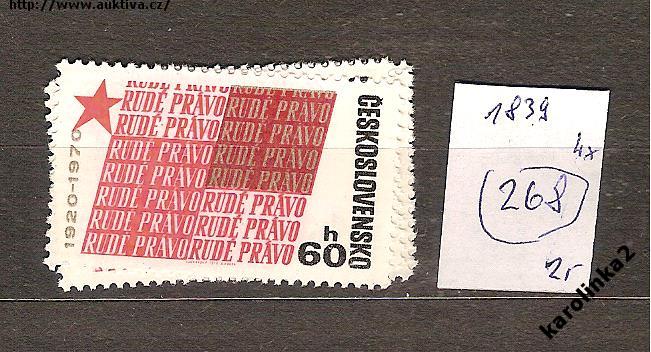 http://www.auktiva.cz/
RUDÉ PRÁVO
RUDÉ PRÁVO RUDÉ PRÁVO
RUDÉ PRÁVO RUDÉ PRÁVO
RUDÉ PRÁVO RUDÉ PRÁVO
RUDÉ PRÁVO RUDÉ PRÁVO
RUDÉ PRÁVO RUDÉ PRÁVO
RUDÉ PRÁVO RUDÉ PRÁVO
RUDÉ PRÁVO RUDÉ PRÁVO
1920-1970
ČESKOSLOVENSKO
60 h
1839
4x
268
2r
karolinka2